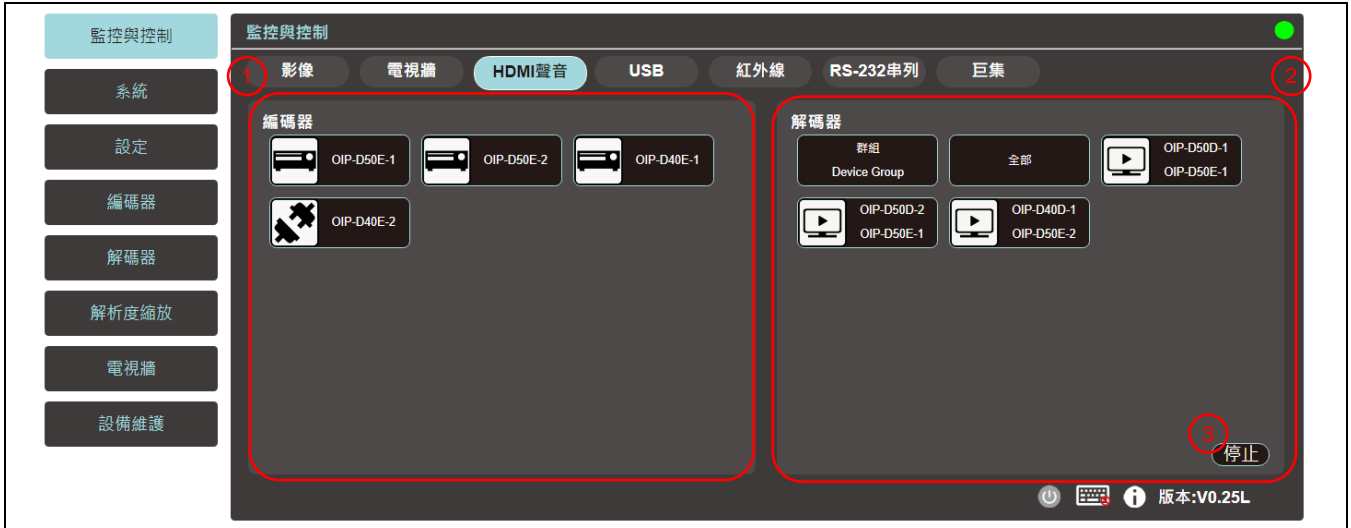 監控與控制
系統
設定
編碼器
解碼器
解析度縮放
電視牆
設備維護
監控與控制
影像 電視牆 HDMI聲音 USB 紅外線 RS-232串列 巨集
1
2
編碼器
OIP-D50E-1 OIP-D50E-2 OIP-D40E-1
OIP-D40E-2
解碼器
群組
Device Group
全部
OIP-D50D-1
OIP-D50E-1
OIP-D50D-2
OIP-D50E-1
OIP-D40D-1
OIP-D50E-2
3
停止
版本:V0.25L